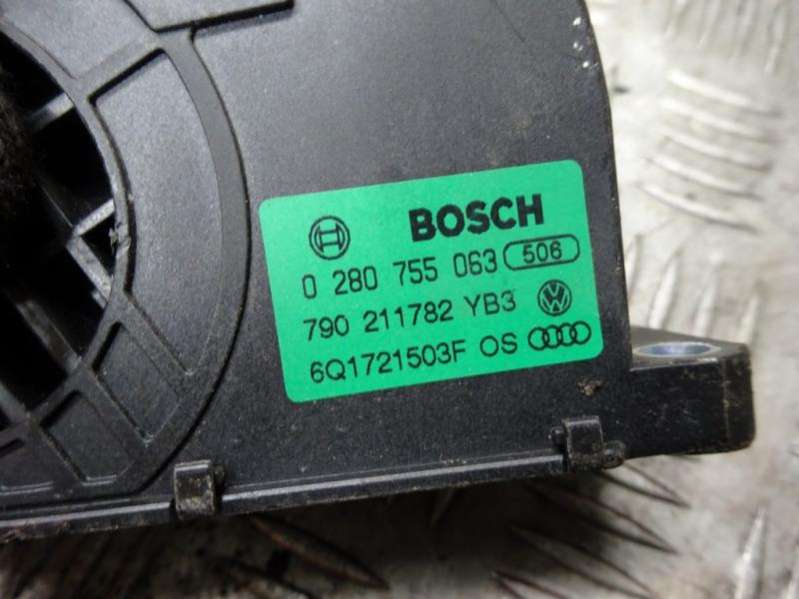 BOSCH
0 280 755 063 506
790 211782 YB3
6Q1721503F OS